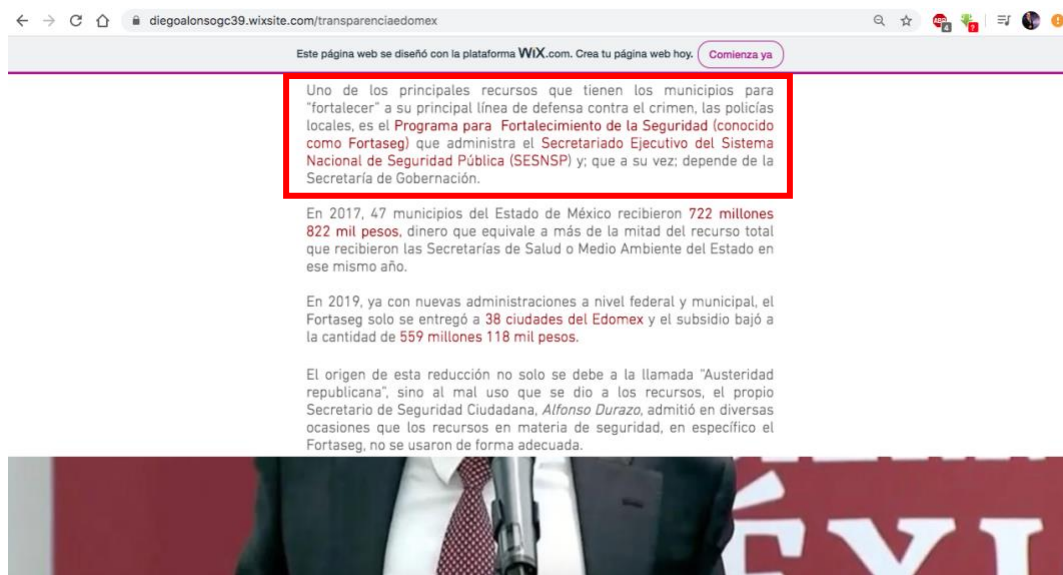 diegoalonsogc39.wixsite.com/transparenciaedomex
Este página web se diseñó con la plataforma WiX.com. Crea tu página web hoy. Comienza ya
Uno de los principales recursos que tienen los municipios para
"fortalecer" a su principal línea de defensa contra el crimen, las policías
locales, es el Programa para Fortalecimiento de la Seguridad (conocido
como Fortaseg) que administra el Secretariado Ejecutivo del Sistema
Nacional de Seguridad Pública (SESNSP) y; que a su vez; depende de la
Secretaría de Gobernación.
En 2017, 47 municipios del Estado de México recibieron 722 millones
822 mil pesos, dinero que equivale a más de la mitad del recurso total
que recibieron las Secretarías de Salud o Medio Ambiente del Estado en
ese mismo año.
En 2019, ya con nuevas administraciones a nivel federal y municipal, el
Fortaseg solo se entregó a 38 ciudades del Edomex y el subsidio bajó a
la cantidad de 559 millones 118 mil pesos.
El origen de esta reducción no solo se debe a la llamada "Austeridad
republicana", sino al mal uso que se dio a los recursos, el propio
Secretario de Seguridad Ciudadana, Alfonso Durazo, admitió en diversas
ocasiones que los recursos en materia de seguridad, en específico el
Fortaseg, no se usaron de forma adecuada.